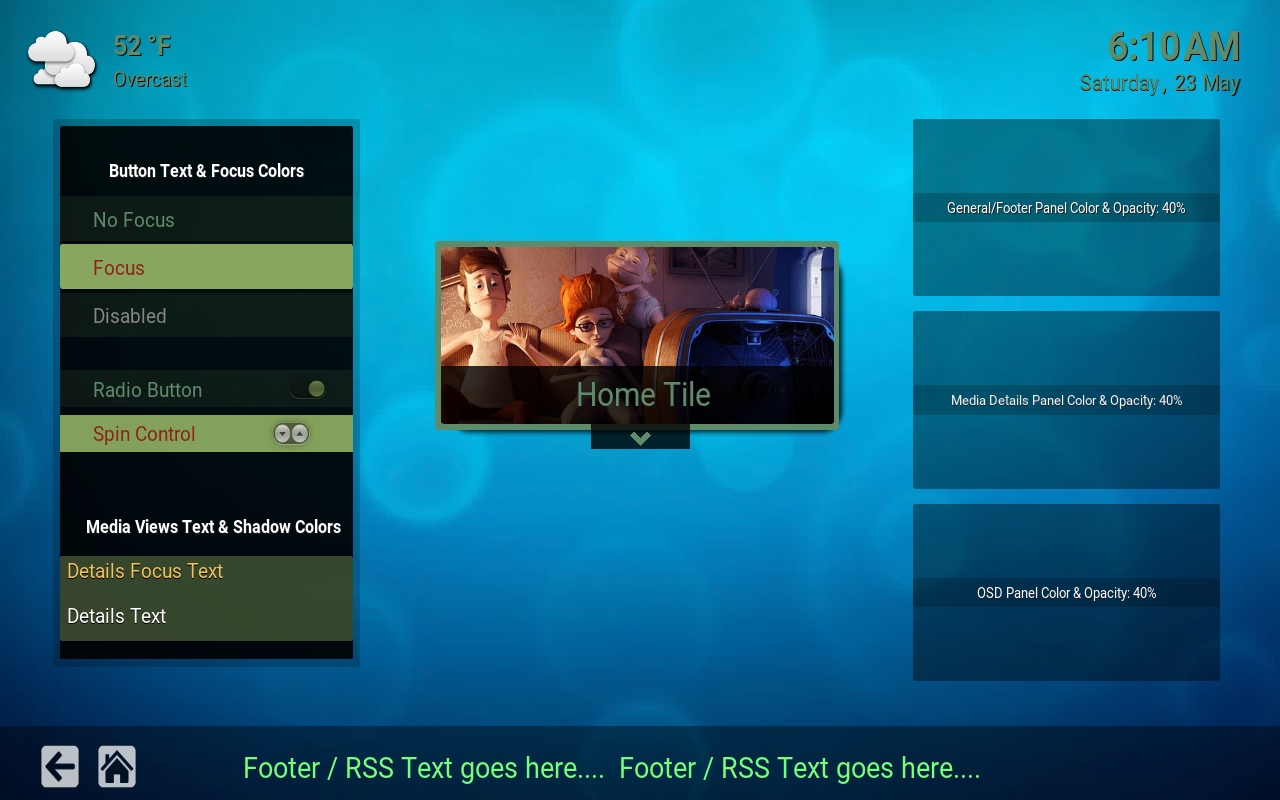 52 °F
Overcast
6:10 AM
Saturday, 23 May
Button Text & Focus Colors
No Focus
Focus
Disabled
Radio Button
Spin Control
Media Views Text & Shadow Colors
Details Focus Text
Details Text
Home Tile
General/Footer Panel Color & Opacity: 40%
Media Details Panel Color & Opacity: 40%
OSD Panel Color & Opacity: 40%
Footer / RSS Text goes here.... Footer / RSS Text goes here....